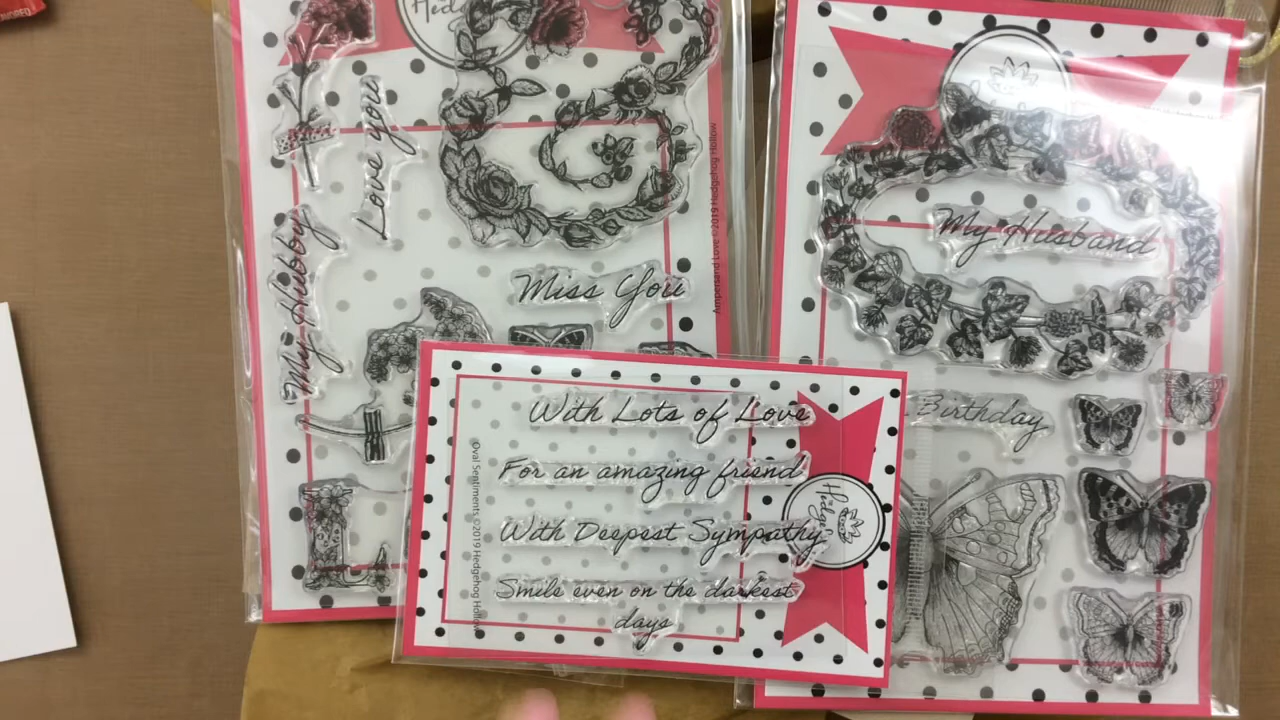 Love you
My Hubby
Miss You
Ampersand Love ©2019 Hedgehog Hollow
My Husband
Birthday
With Lots of Love
For an amazing friend
With Deepest Sympathy
Smile even on the darkest
days
Oval Sentiments ©2019 Hedgehog Hollow